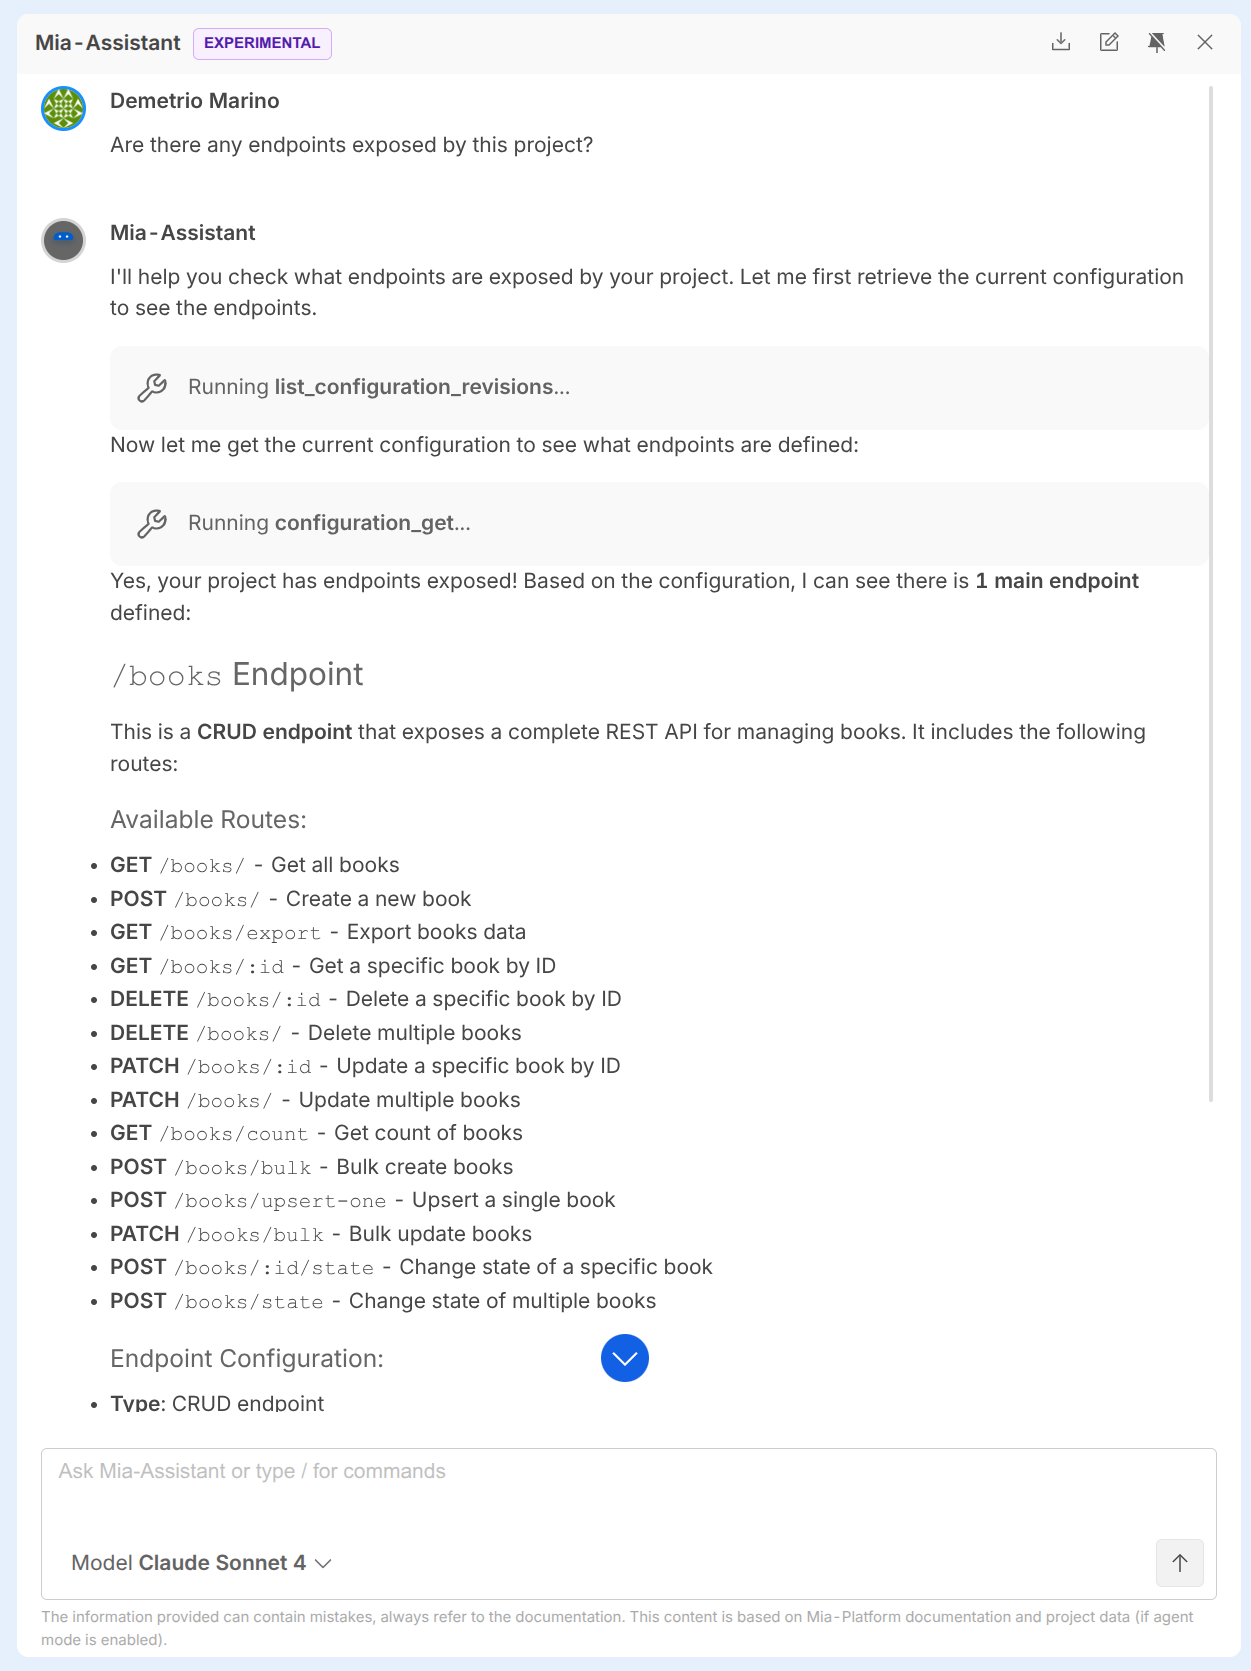 Mia-Assistant EXPERIMENTAL
Demetrio Marino
Are there any endpoints exposed by this project?
Mia-Assistant
I'll help you check what endpoints are exposed by your project. Let me first retrieve the current configuration
to see the endpoints.
Running list_configuration_revisions...
Now let me get the current configuration to see what endpoints are defined:
Running configuration_get...
Yes, your project has endpoints exposed! Based on the configuration, I can see there is 1 main endpoint
defined:
/books Endpoint
This is a CRUD endpoint that exposes a complete REST API for managing books. It includes the following
routes:
Available Routes:
• GET /books/ - Get all books
• POST /books/ - Create a new book
• GET /books/export - Export books data
• GET /books/:id - Get a specific book by ID
• DELETE /books/:id - Delete a specific book by ID
• DELETE /books/ - Delete multiple books
• PATCH /books/:id - Update a specific book by ID
• PATCH /books/ - Update multiple books
• GET /books/count - Get count of books
• POST /books/bulk - Bulk create books
• POST /books/upsert-one - Upsert a single book
• PATCH /books/bulk - Bulk update books
• POST /books/:id/state - Change state of a specific book
• POST /books/state - Change state of multiple books
Endpoint Configuration:
• Type: CRUD endpoint
Ask Mia-Assistant or type / for commands
Model Claude Sonnet 4
The information provided can contain mistakes, always refer to the documentation. This content is based on Mia-Platform documentation and project data (if agent
mode is enabled).